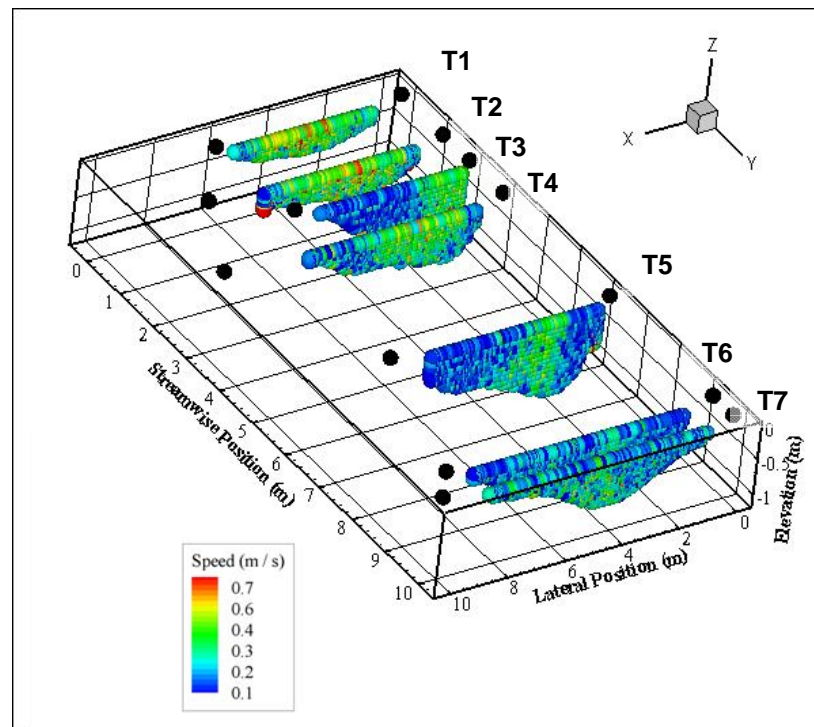 T1
Z
T2
X
Y
T3
T4
0
T5
1
2
3
4
T6
5
T7
Streamwise Position (m)
6
0
7
-0.5
8
-1
Elevation (m)
9
0
2
4
Lateral Position (m)
6
8
10
10
Speed (m / s)
0.7
0.6
0.4
0.2
0.1